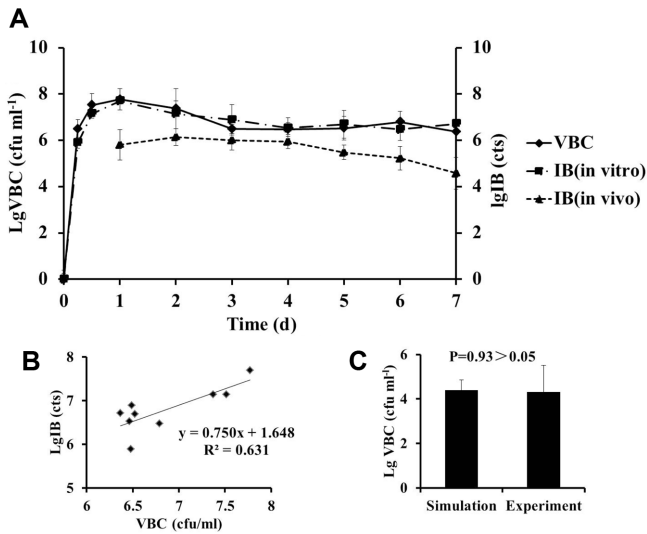 A
LgVBC (cfu ml⁻¹)
10
8
6
4
2
0
10
8
6
4
2
0
lgIB (cts)
VBC
IB(in vitro)
IB(in vivo)
0 1 2 3 4 5 6 7
Time (d)
B
LgIB (cts)
8
7
6
5
y = 0.750x + 1.648
R² = 0.631
6 6.5 7 7.5 8
VBC (cfu/ml)
C
Lg VBC (cfu ml⁻¹)
6
4
2
0
P=0.93＞0.05
Simulation Experiment